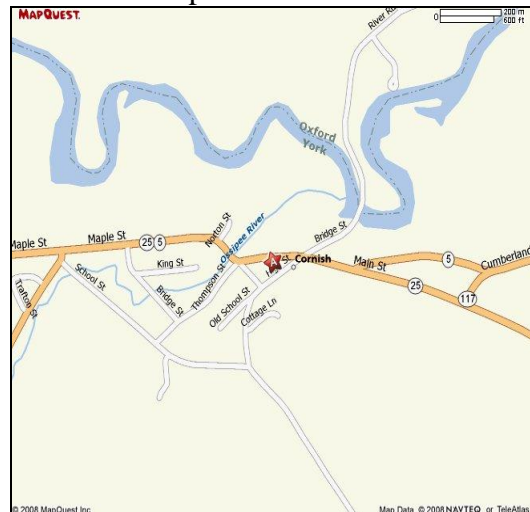 MAPQUEST.
200 m
0
600 ft
River Rd
Oxford
York
Ossipee River
Norton St
Bridge St
Maple St
Maple St
25
5
Cornish
Main St
5
Cumberland
King St
A
School St
Bridge St
Thompson St
Old School St
Cottage Ln
25
117
Trafton St
© 2008 MapQuest Inc
Map Data © 2008 NAVTEQ or TeleAtlas